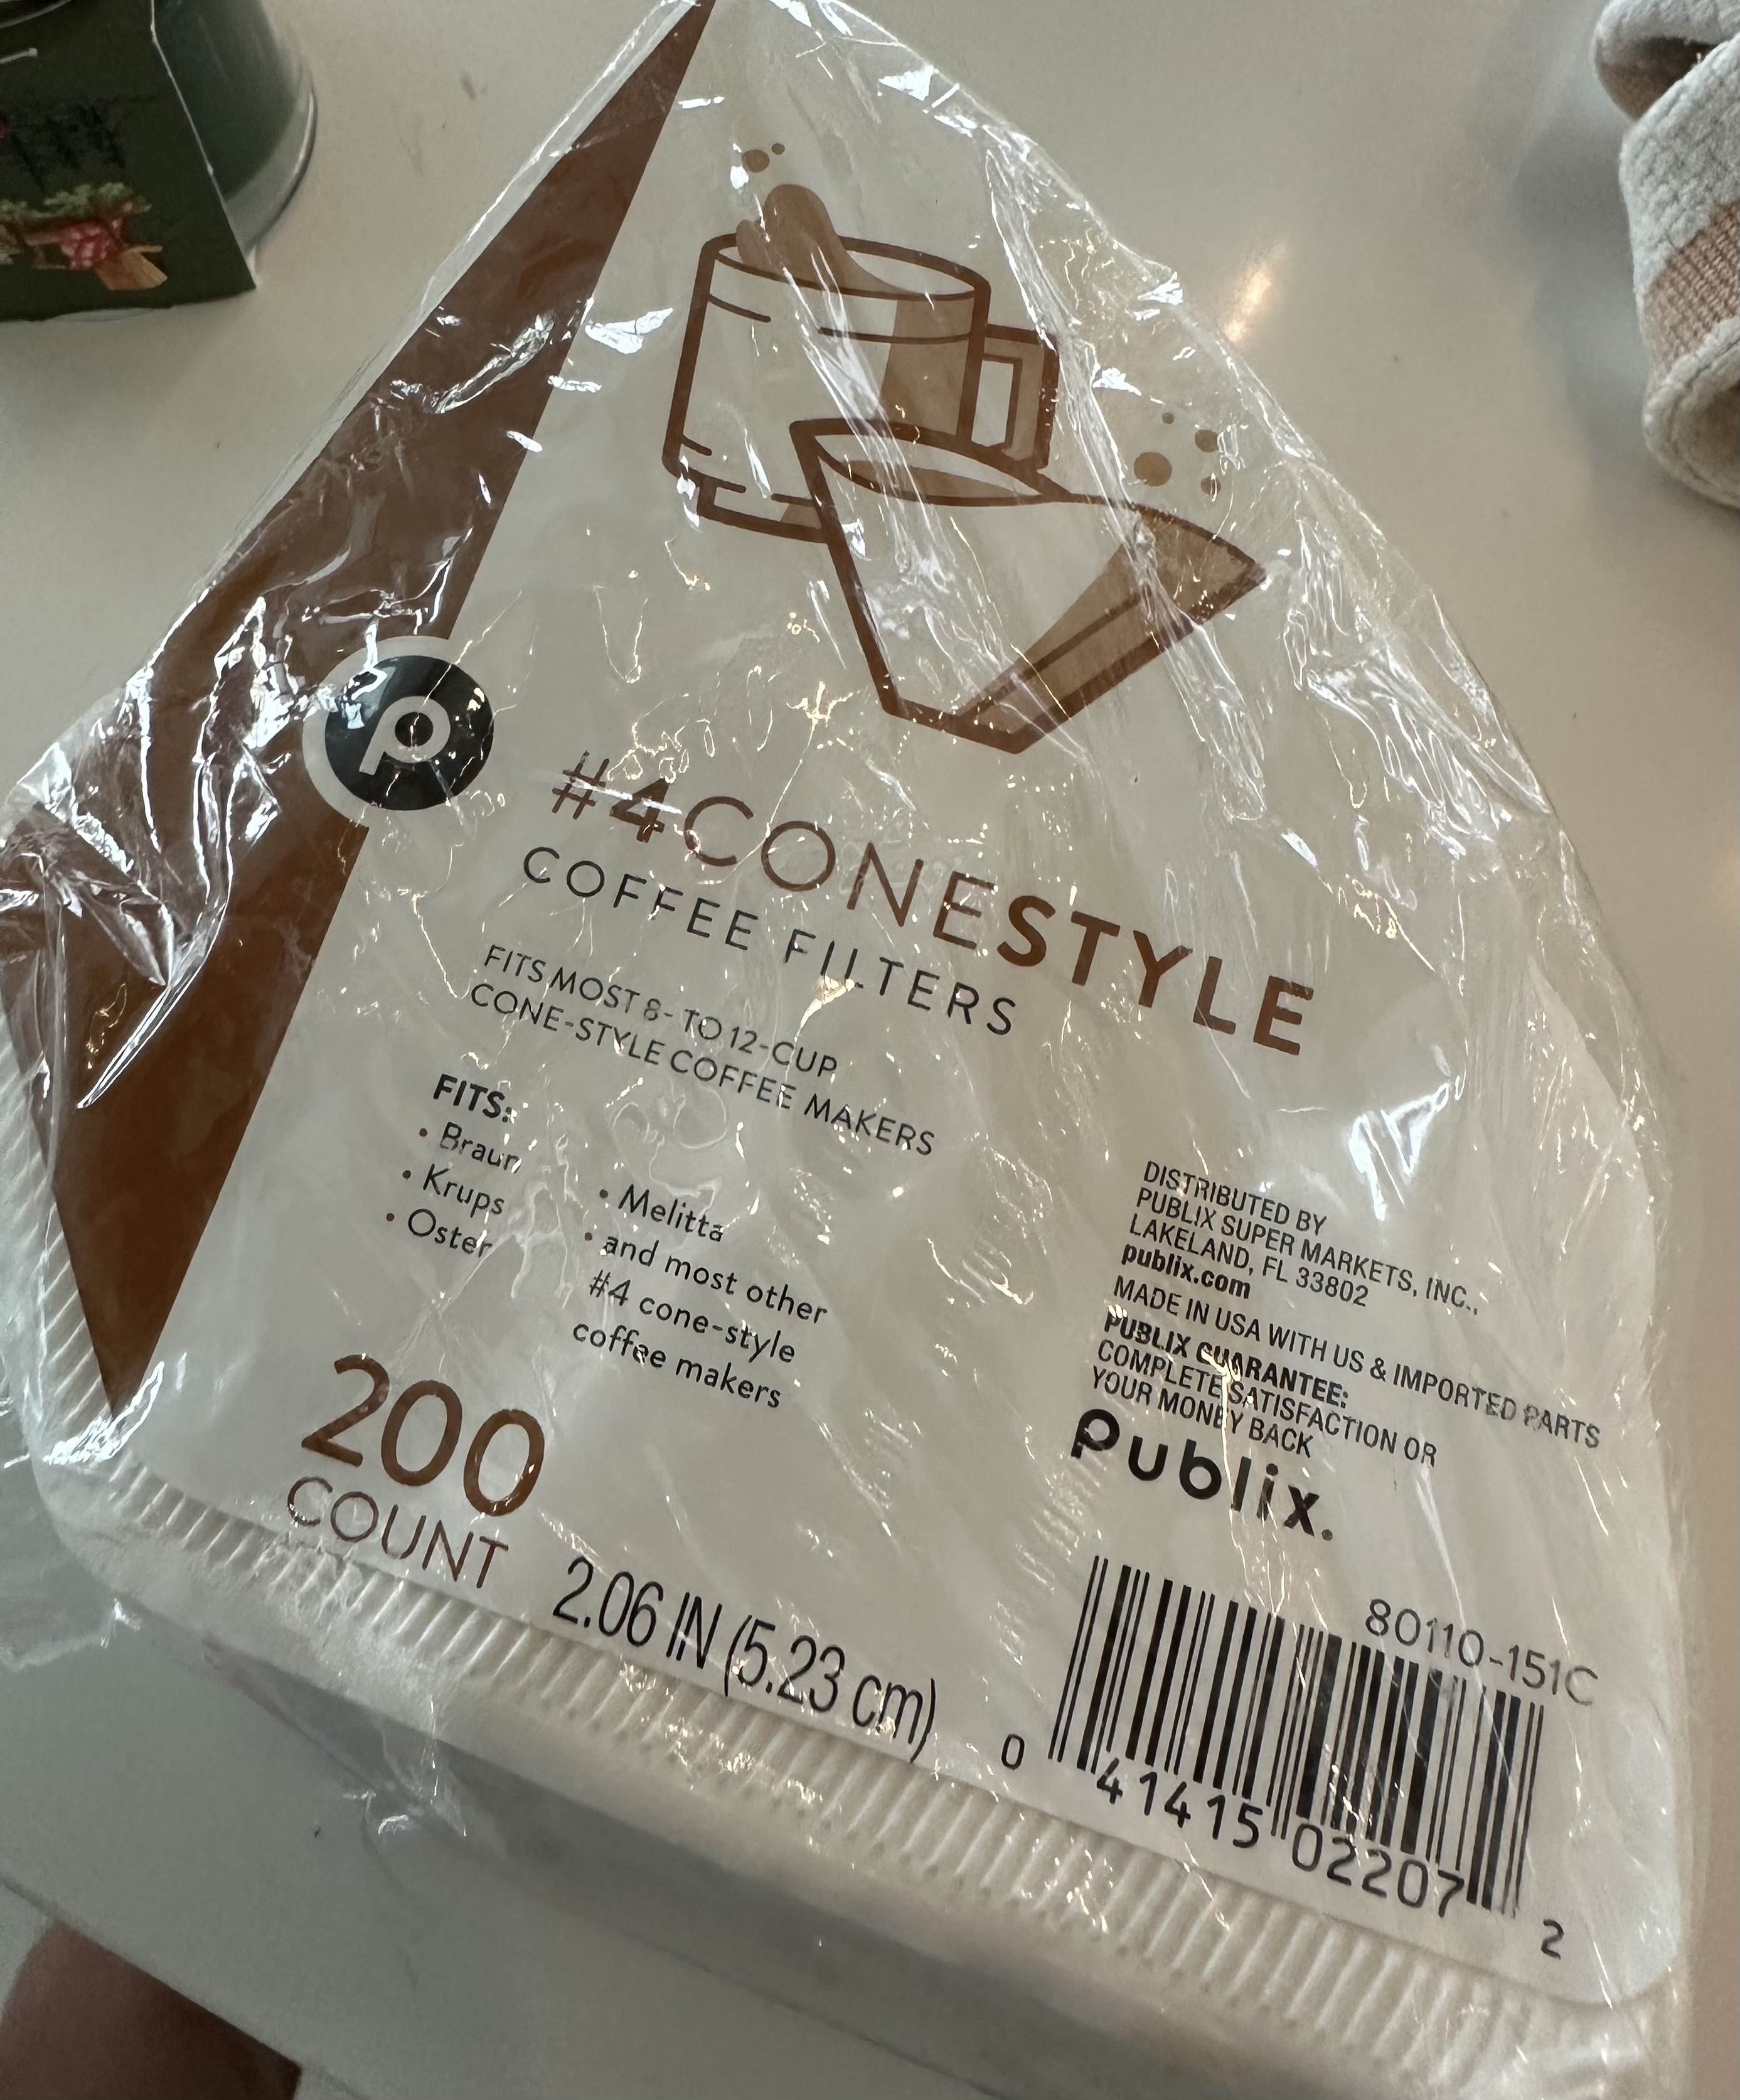 P
#4CONESTYLE
COFFEE FILTERS
FITS MOST 8- TO 12-CUP
CONE-STYLE COFFEE MAKERS
FITS:
• Braun
• Krups
• Oster
• Melitta
• and most other
#4 cone-style
coffee makers
200
COUNT
2.06 IN (5.23 cm)
DISTRIBUTED BY
PUBLIX SUPER MARKETS, INC.,
LAKELAND, FL 33802
publix.com
MADE IN USA WITH US & IMPORTED PARTS
PUBLIX GUARANTEE:
COMPLETE SATISFACTION OR
YOUR MONEY BACK
Publix.
80110-151C
0 41415 02207 2